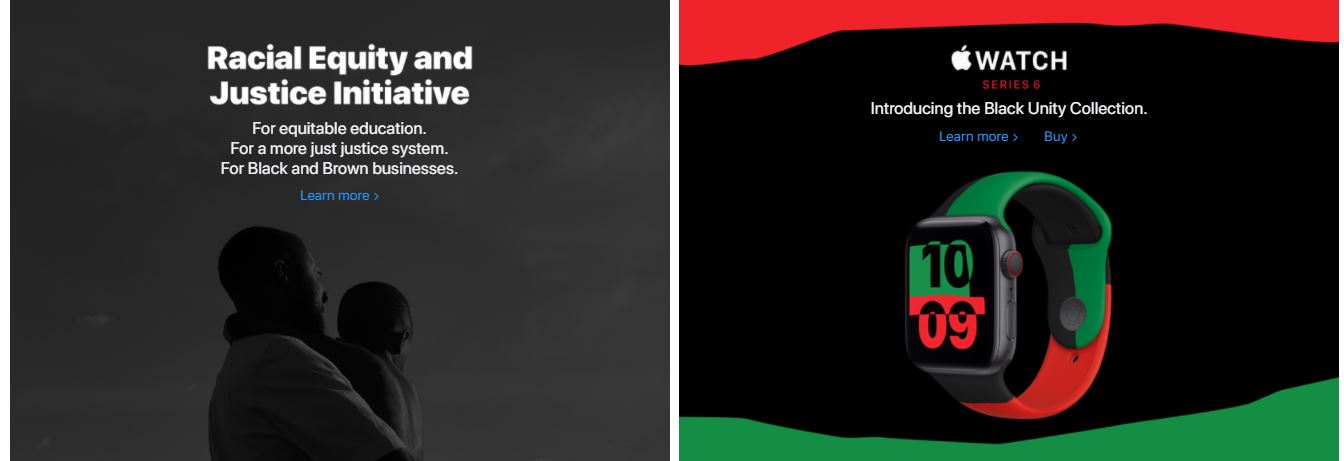 Racial Equity and
Justice Initiative
For equitable education.
For a more just justice system.
For Black and Brown businesses.
Learn more >
WATCH
SERIES 6
Introducing the Black Unity Collection.
Learn more > Buy >
10
09